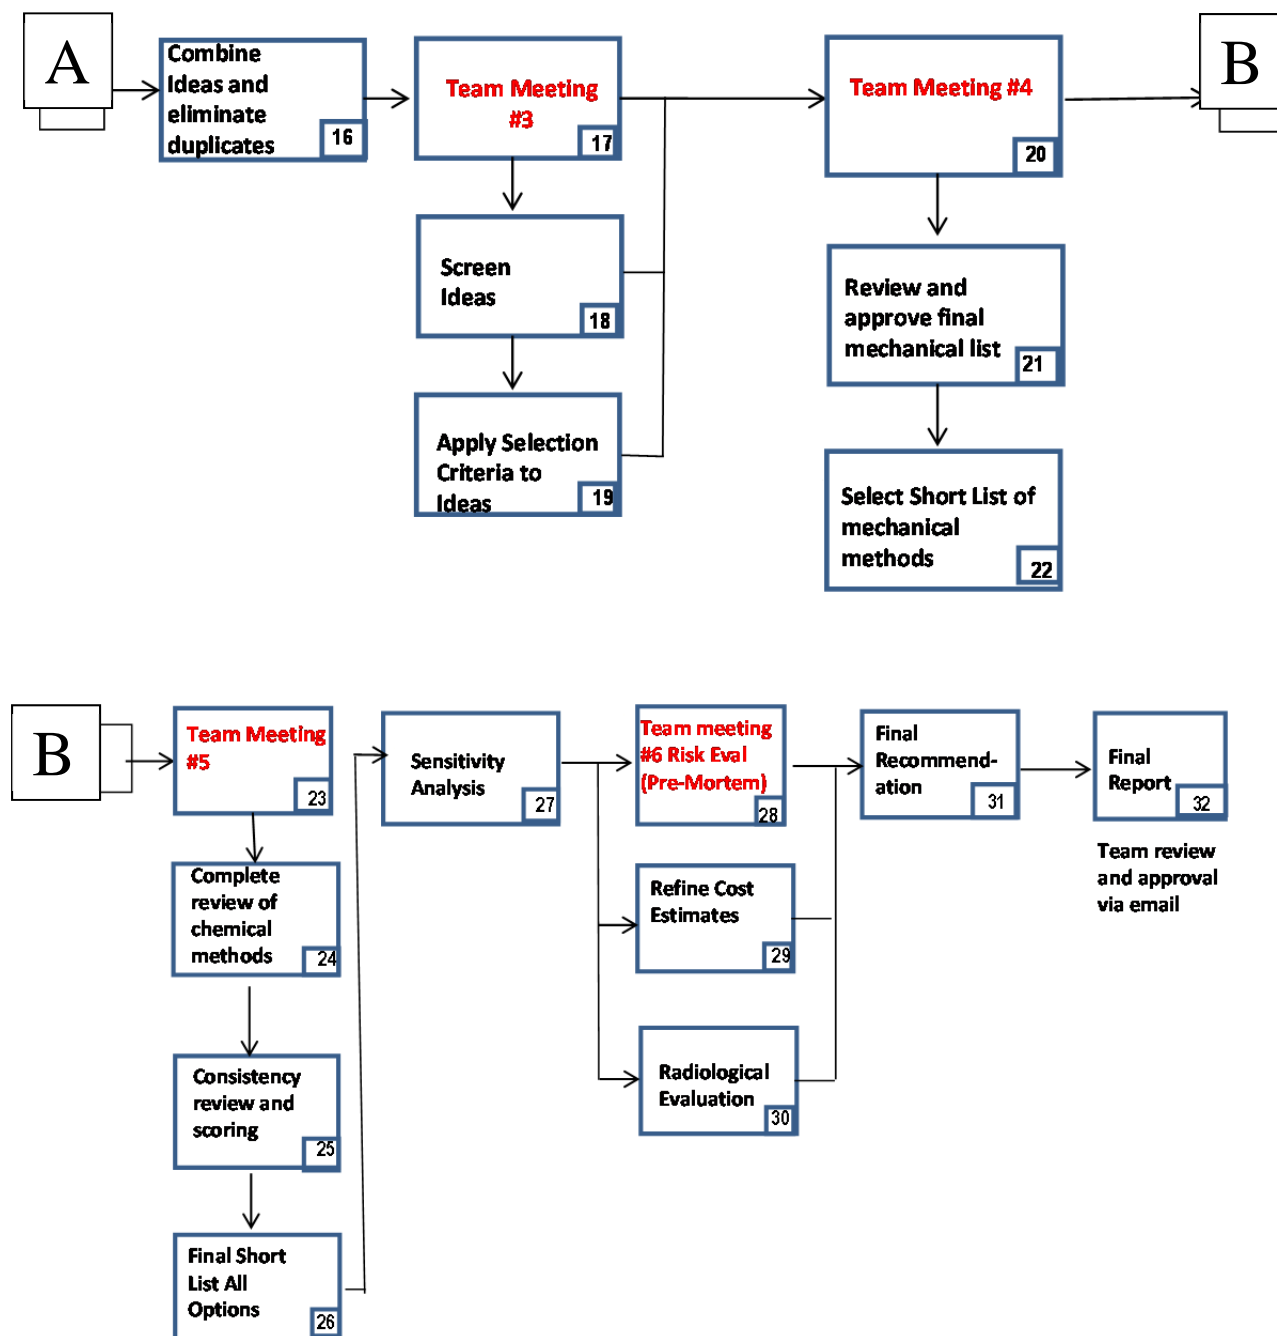 A
Combine
Ideas and
eliminate
duplicates
16
Team Meeting
#3
17
Team Meeting #4
20
B
Screen
Ideas
18
Review and
approve final
mechanical list
21
Apply Selection
Criteria to
Ideas
19
Select Short List of
mechanical
methods
22
B
Team Meeting
#5
23
Complete
review of
chemical
methods
24
Consistency
review and
scoring
25
Final Short
List All
Options
26
Sensitivity
Analysis
27
Team meeting
#6 Risk Eval
(Pre-Mortem)
28
Refine Cost
Estimates
29
Radiological
Evaluation
30
Final
Recommend-
ation
31
Final
Report
32
Team review
and approval
via email